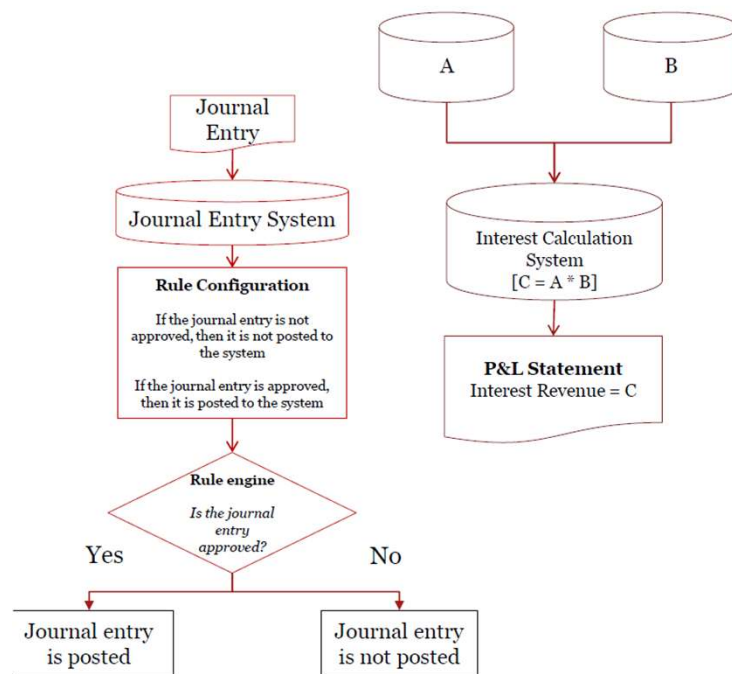 Journal
Entry
Journal Entry System
Rule Configuration
If the journal entry is not
approved, then it is not posted to
the system
If the journal entry is approved,
then it is posted to the system
Rule engine
Is the journal
entry
approved?
Yes
No
Journal entry
is posted
Journal entry
is not posted
A
B
Interest Calculation
System
[C = A * B]
P&L Statement
Interest Revenue = C